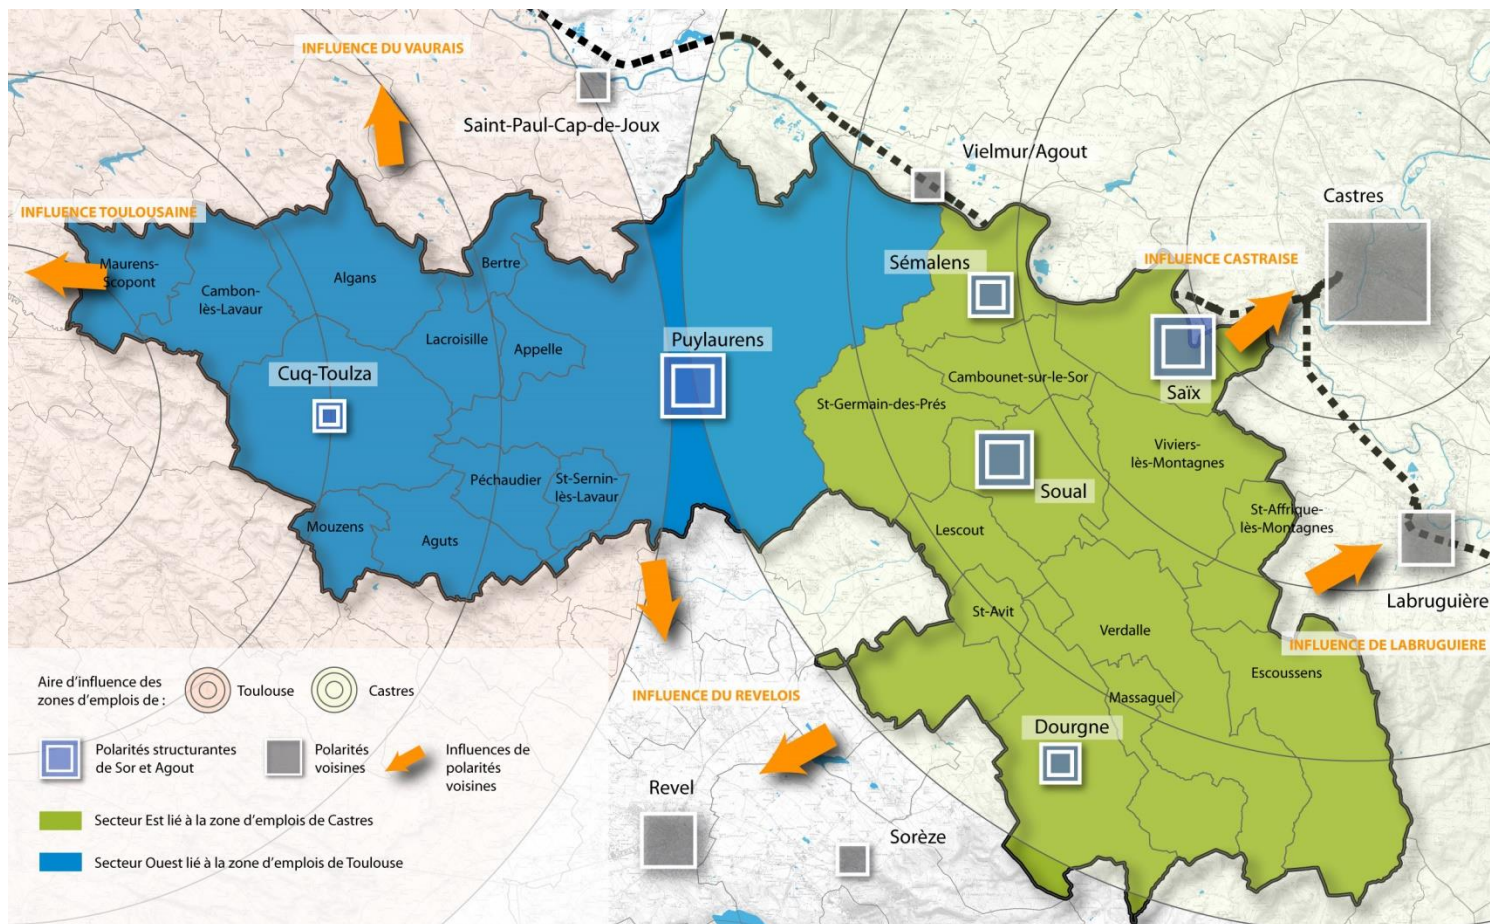 INFLUENCE DU VAURAIS
Saint-Paul-Cap-de-Joux
Vielmur/Agout
Castres
INFLUENCE TOULOUSAINE
Maurens-
Scopont
Cambon-
lès-Lavaur
Algans
Bertre
Sémalens
INFLUENCE CASTRAISE
Lacroisille
Appelle
Puylaurens
Cuq-Toulza
Cambounet-sur-le-Sor
Saïx
St-Germain-des-Prés
Viviers-
lès-Montagnes
Péchaudier
St-Sernin-
lès-Lavaur
Soual
Mouzens
Aguts
Lescout
St-Affrique-
lès-Montagnes
Labruguière
St-Avit
Verdalle
INFLUENCE DE LABRUGUIERE
Escoussens
Massaguel
INFLUENCE DU REVELOIS
Dourgne
Revel
Sorèze
Aire d'influence des
zones d'emplois de :
Toulouse
Castres
Polarités structurantes
de Sor et Agout
Polarités
voisines
Influences de
polarités
voisines
Secteur Est lié à la zone d'emplois de Castres
Secteur Ouest lié à la zone d'emplois de Toulouse